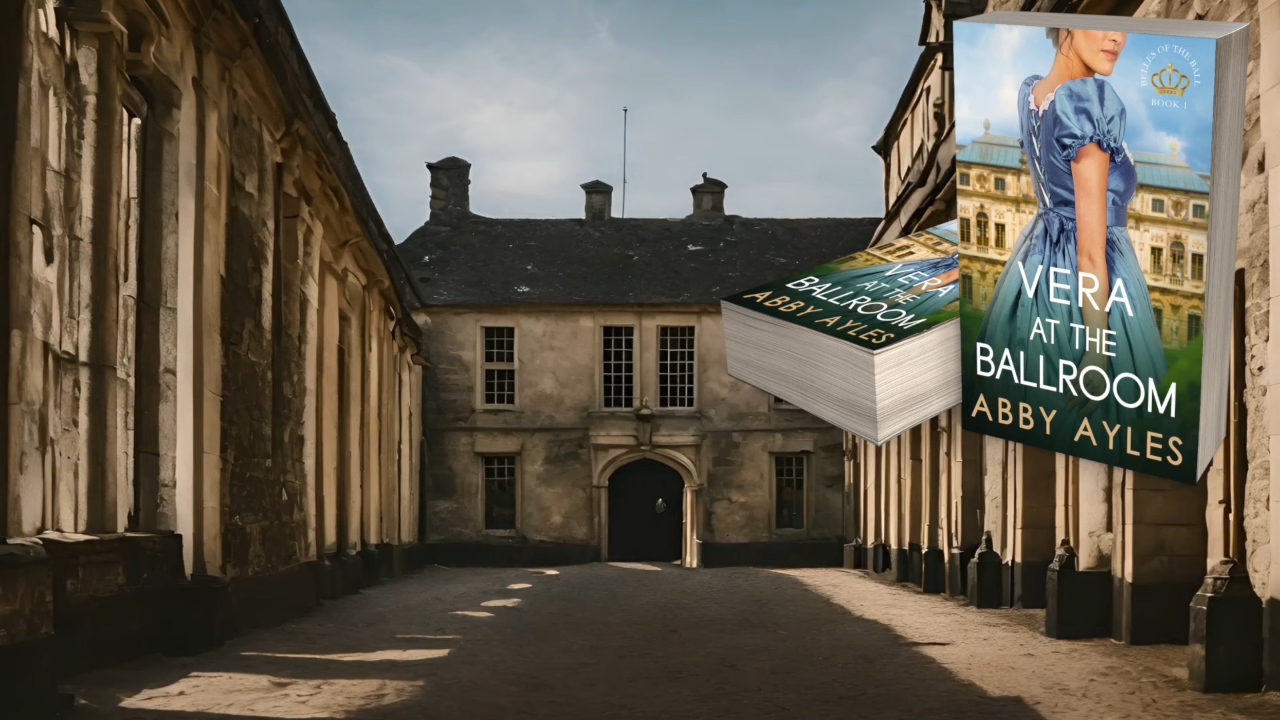 BELLES OF THE BALL
BOOK 1
VERA
AT THE
BALLROOM
ABBY AYLES
VERA
AT THE
BALLROOM
ABBY AYLES